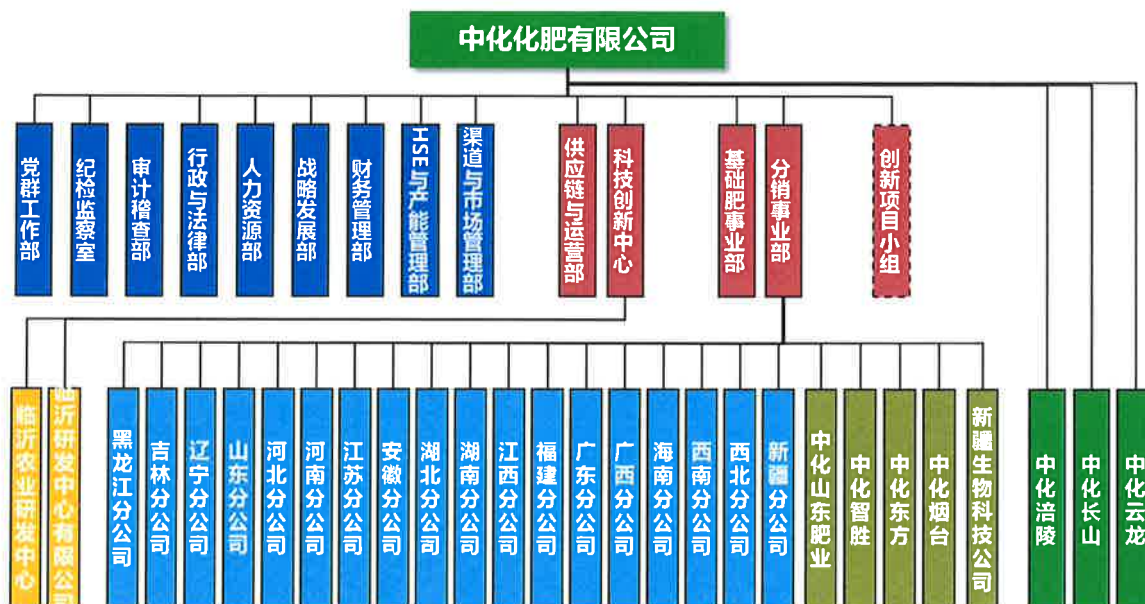 中化化肥有限公司
党群工作部
纪检监察室
审计稽查部
行政与法律部
人力资源部
战略发展部
财务管理部
HSE与产能管理部
渠道与市场管理部
供应链与运营部
科技创新中心
基础肥事业部
分销事业部
创新项目小组
临沂农业研发中心
临沂研发中心有限公司
黑龙江分公司
吉林分公司
辽宁分公司
山东分公司
河北分公司
河南分公司
江苏分公司
安徽分公司
湖北分公司
湖南分公司
江西分公司
福建分公司
广东分公司
广西分公司
海南分公司
西南分公司
西北分公司
新疆分公司
中化山东肥业
中化智胜
中化东方
中化烟台
新疆生物科技公司
中化涪陵
中化长山
中化云龙